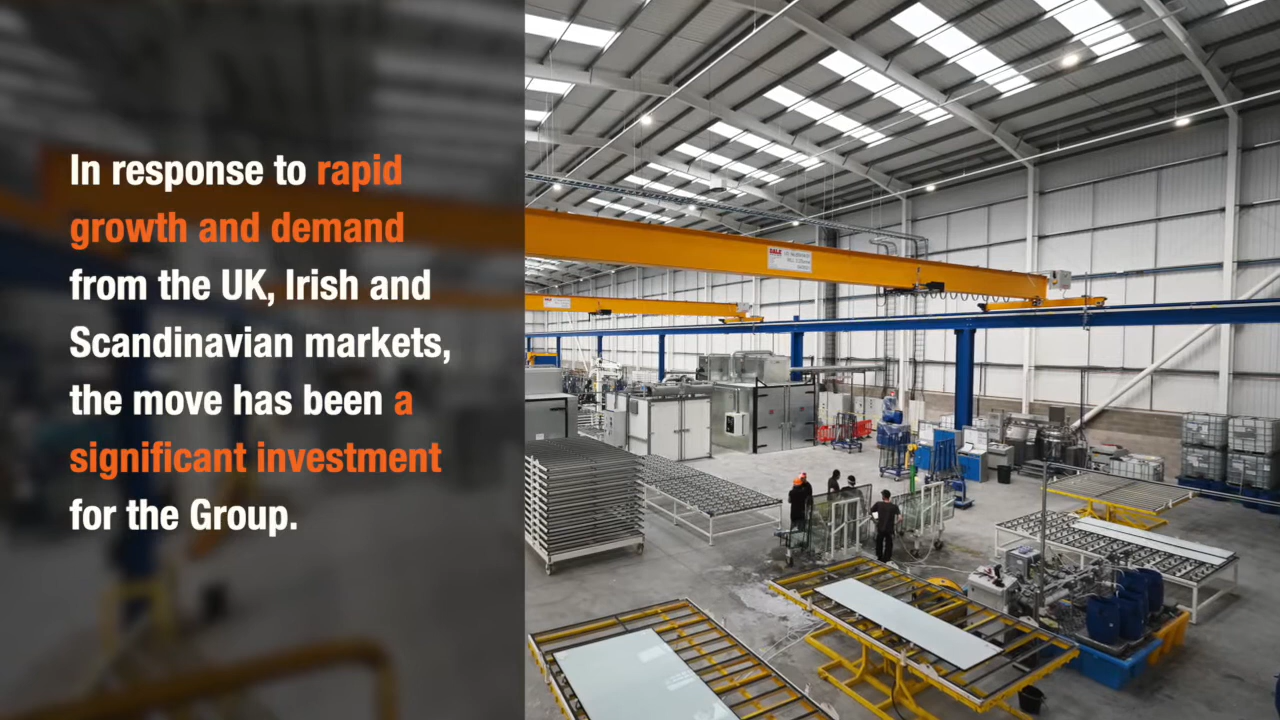 In response to rapid
growth and demand
from the UK, Irish and
Scandinavian markets,
the move has been a
significant investment
for the Group.